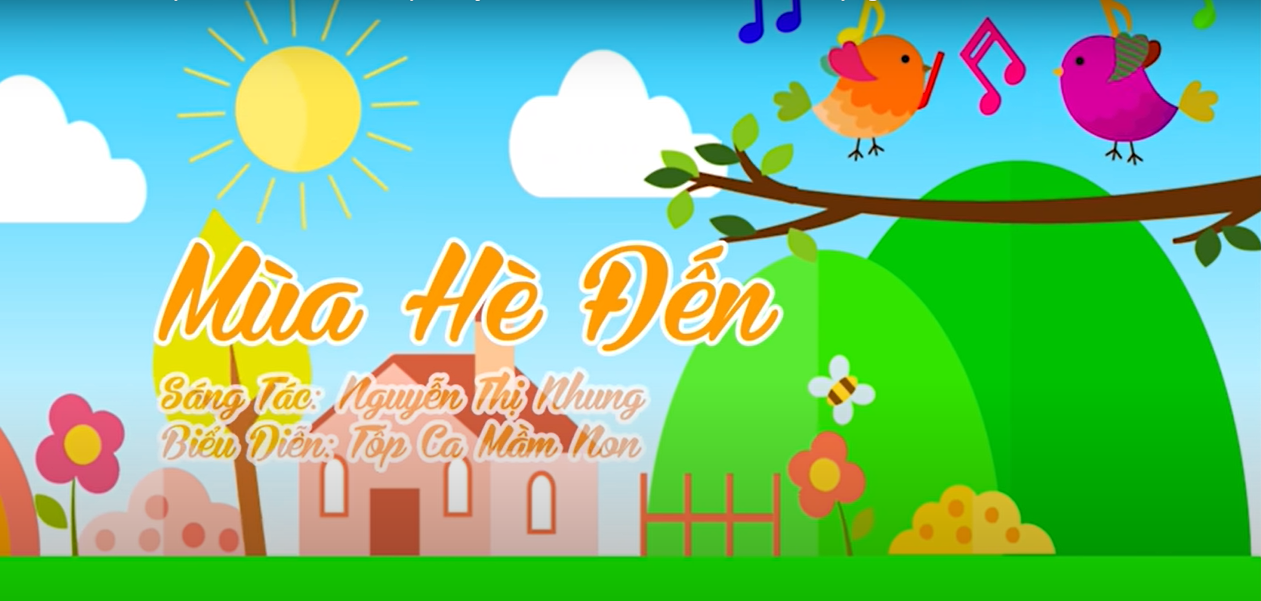 Mùa Hè Đến
Sáng Tác: Nguyễn Thị Nhung
Biểu Diễn: Tốp Ca Mầm Non